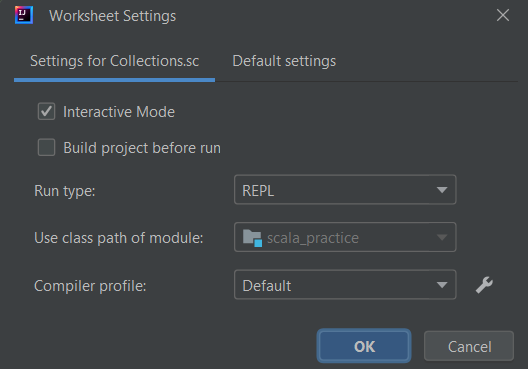 IJ
Worksheet Settings
Settings for Collections.sc Default settings
Interactive Mode
Build project before run
Run type: REPL
Use class path of module: scala_practice
Compiler profile: Default
OK Cancel